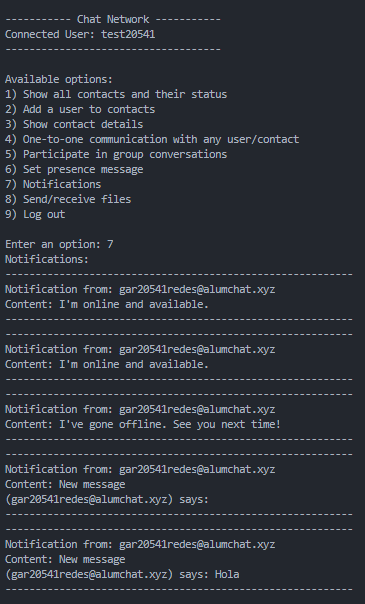 ----------- Chat Network -----------
Connected User: test20541
------------------------------------
Available options:
1) Show all contacts and their status
2) Add a user to contacts
3) Show contact details
4) One-to-one communication with any user/contact
5) Participate in group conversations
6) Set presence message
7) Notifications
8) Send/receive files
9) Log out
Enter an option: 7
Notifications:
----------------------------------------------------------
Notification from: gar20541redes@alumchat.xyz
Content: I'm online and available.
----------------------------------------------------------
----------------------------------------------------------
Notification from: gar20541redes@alumchat.xyz
Content: I'm online and available.
----------------------------------------------------------
----------------------------------------------------------
Notification from: gar20541redes@alumchat.xyz
Content: I've gone offline. See you next time!
----------------------------------------------------------
----------------------------------------------------------
Notification from: gar20541redes@alumchat.xyz
Content: New message
(gar20541redes@alumchat.xyz) says:
----------------------------------------------------------
----------------------------------------------------------
Notification from: gar20541redes@alumchat.xyz
Content: New message
(gar20541redes@alumchat.xyz) says: Hola
----------------------------------------------------------